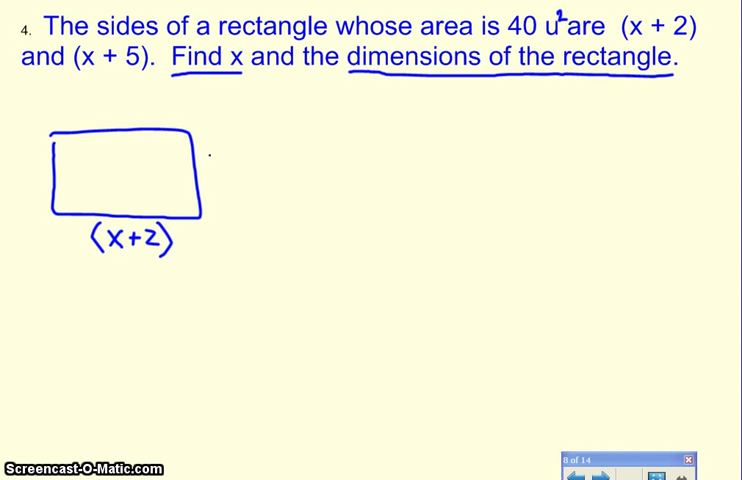 4. The sides of a rectangle whose area is 40 u² are (x + 2)
and (x + 5). Find x and the dimensions of the rectangle.
(x+2)
8 of 14
Screencast-O-Matic.com